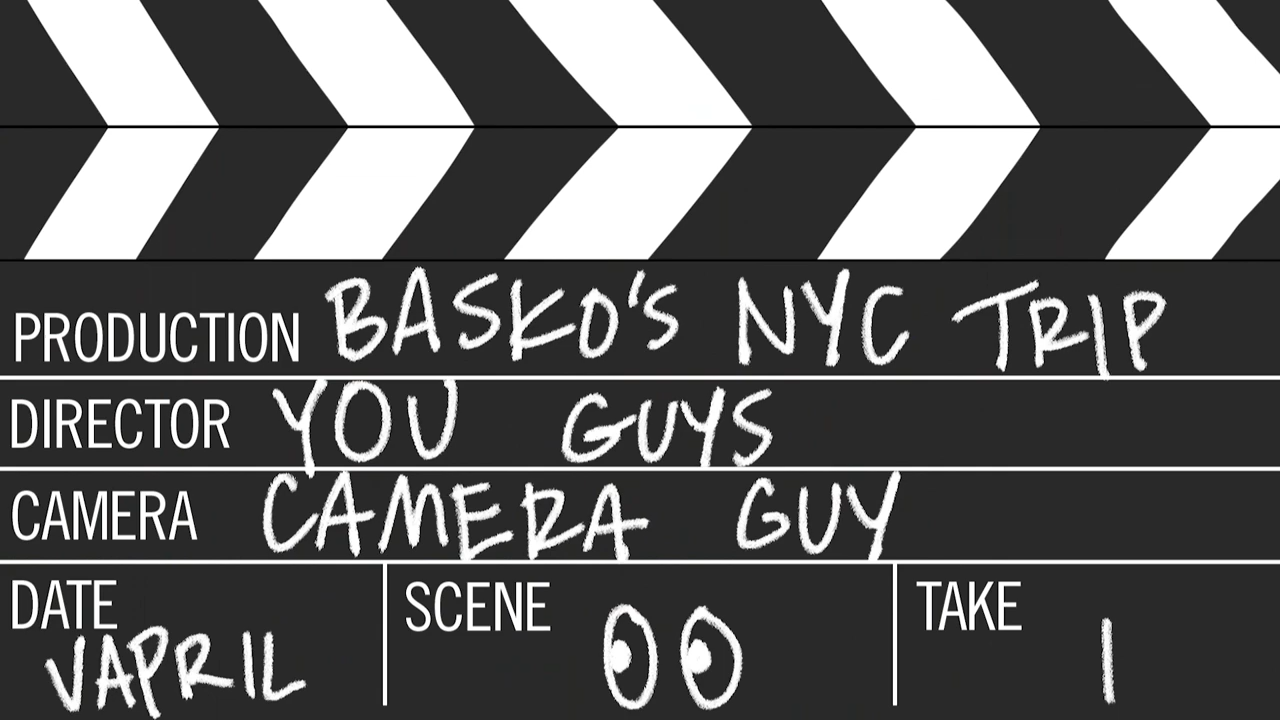 PRODUCTION BASKO'S NYC TRIP
DIRECTOR YOU GUYS
CAMERA CAMERA GUY
DATE SCENE TAKE
VAPRIL 00 1